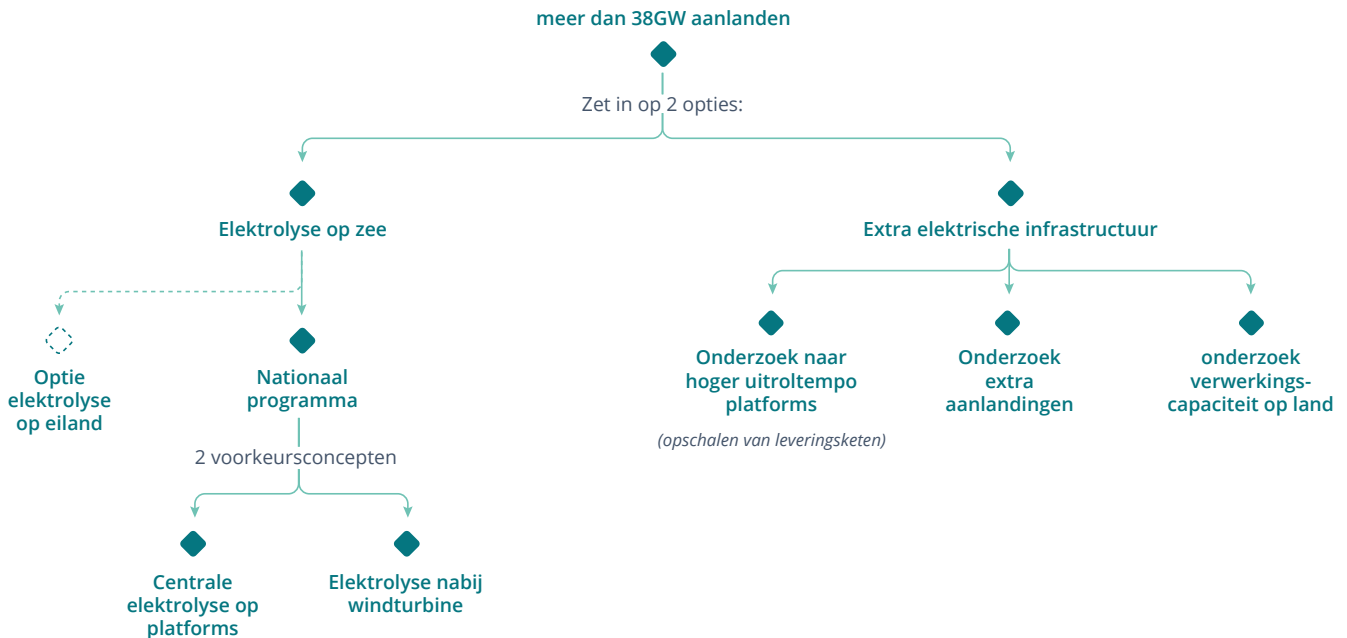 meer dan 38GW aanlanden
Zet in op 2 opties:
Elektrolyse op zee
Extra elektrische infrastructuur
Optie
elektrolyse
op eiland
Nationaal
programma
Onderzoek naar
hoger uitroltempo
platforms
(opschalen van leveringsketen)
Onderzoek
extra
aanlandingen
onderzoek
verwerkings-
capaciteit op land
2 voorkeursconcepten
Centrale
elektrolyse op
platforms
Elektrolyse nabij
windturbine